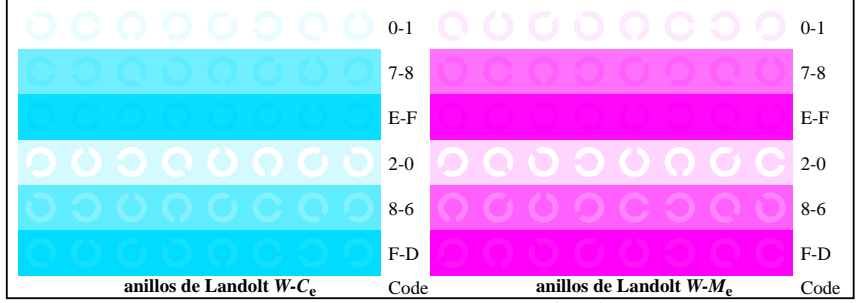 0-1 0-1
7-8 7-8
E-F E-F
2-0 2-0
8-6 8-6
F-D F-D
anillos de Landolt W-Ce Code anillos de Landolt W-Me Code